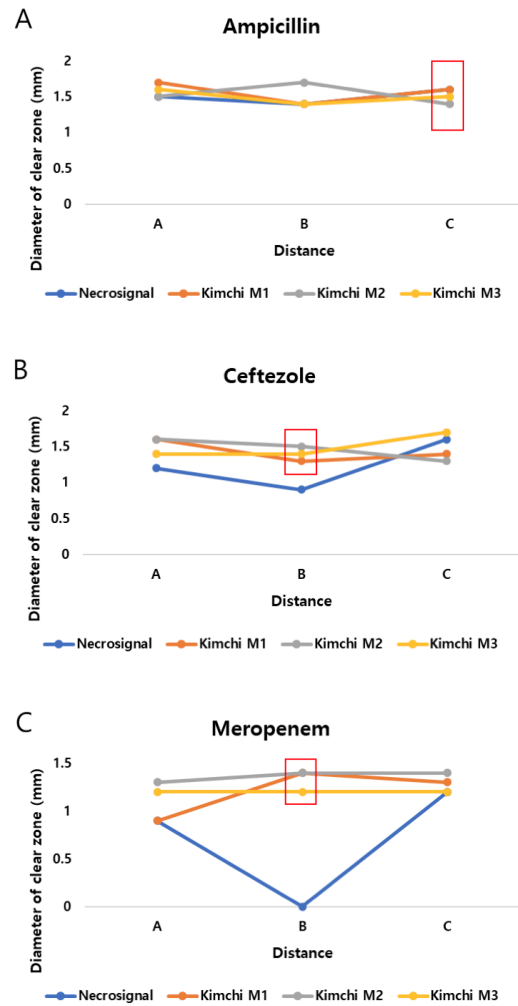 A
Ampicillin
Diameter of clear zone (mm)
2
1.5
1
0.5
0
A B C
Distance
Necrosignal Kimchi M1 Kimchi M2 Kimchi M3
B
Ceftezole
Diameter of clear zone (mm)
2
1.5
1
0.5
0
A B C
Distance
Necrosignal Kimchi M1 Kimchi M2 Kimchi M3
C
Meropenem
Diameter of clear zone (mm)
1.5
1
0.5
0
A B C
Distance
Necrosignal Kimchi M1 Kimchi M2 Kimchi M3